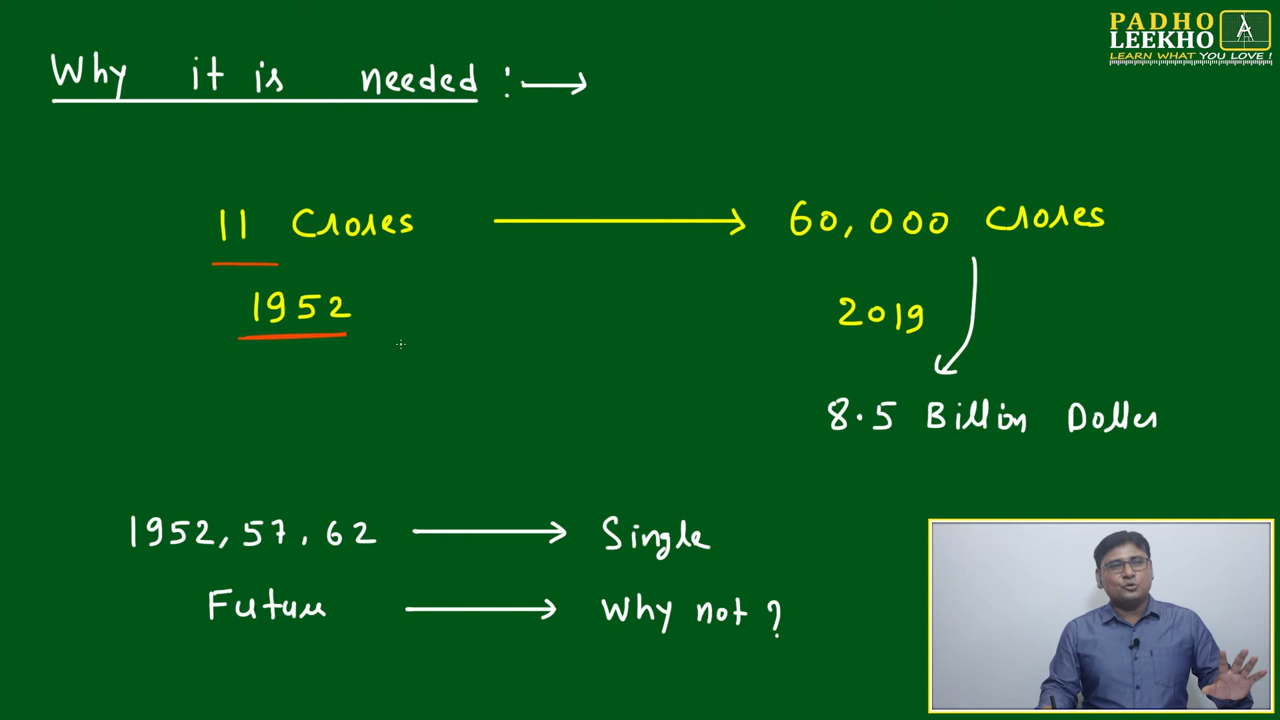 PADHO
LEEKHO
LEARN WHAT YOU LOVE !
Why it is needed :→
11 Crores → 60,000 Crores
1952
2019
8.5 Billion Doller
1952, 57, 62 → Single
Future → Why not ?